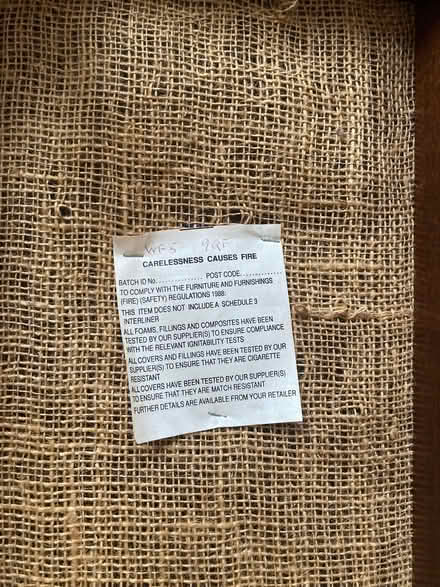 WF5 9QF
CARELESSNESS CAUSES FIRE
BATCH ID No. .............. POST CODE..............
TO COMPLY WITH THE FURNITURE AND FURNISHINGS
(FIRE) (SAFETY) REGULATIONS 1988:
THIS ITEM DOES NOT INCLUDE A SCHEDULE 3
INTERLINER
ALL FOAMS, FILLINGS AND COMPOSITES HAVE BEEN
TESTED BY OUR SUPPLIER(S) TO ENSURE COMPLIANCE
WITH THE RELEVANT IGNITABILITY TESTS
ALL COVERS AND FILLINGS HAVE BEEN TESTED BY OUR
SUPPLIER(S) TO ENSURE THAT THEY ARE CIGARETTE
RESISTANT
ALL COVERS HAVE BEEN TESTED BY OUR SUPPLIER(S)
TO ENSURE THAT THEY ARE MATCH RESISTANT
FURTHER DETAILS ARE AVAILABLE FROM YOUR RETAILER